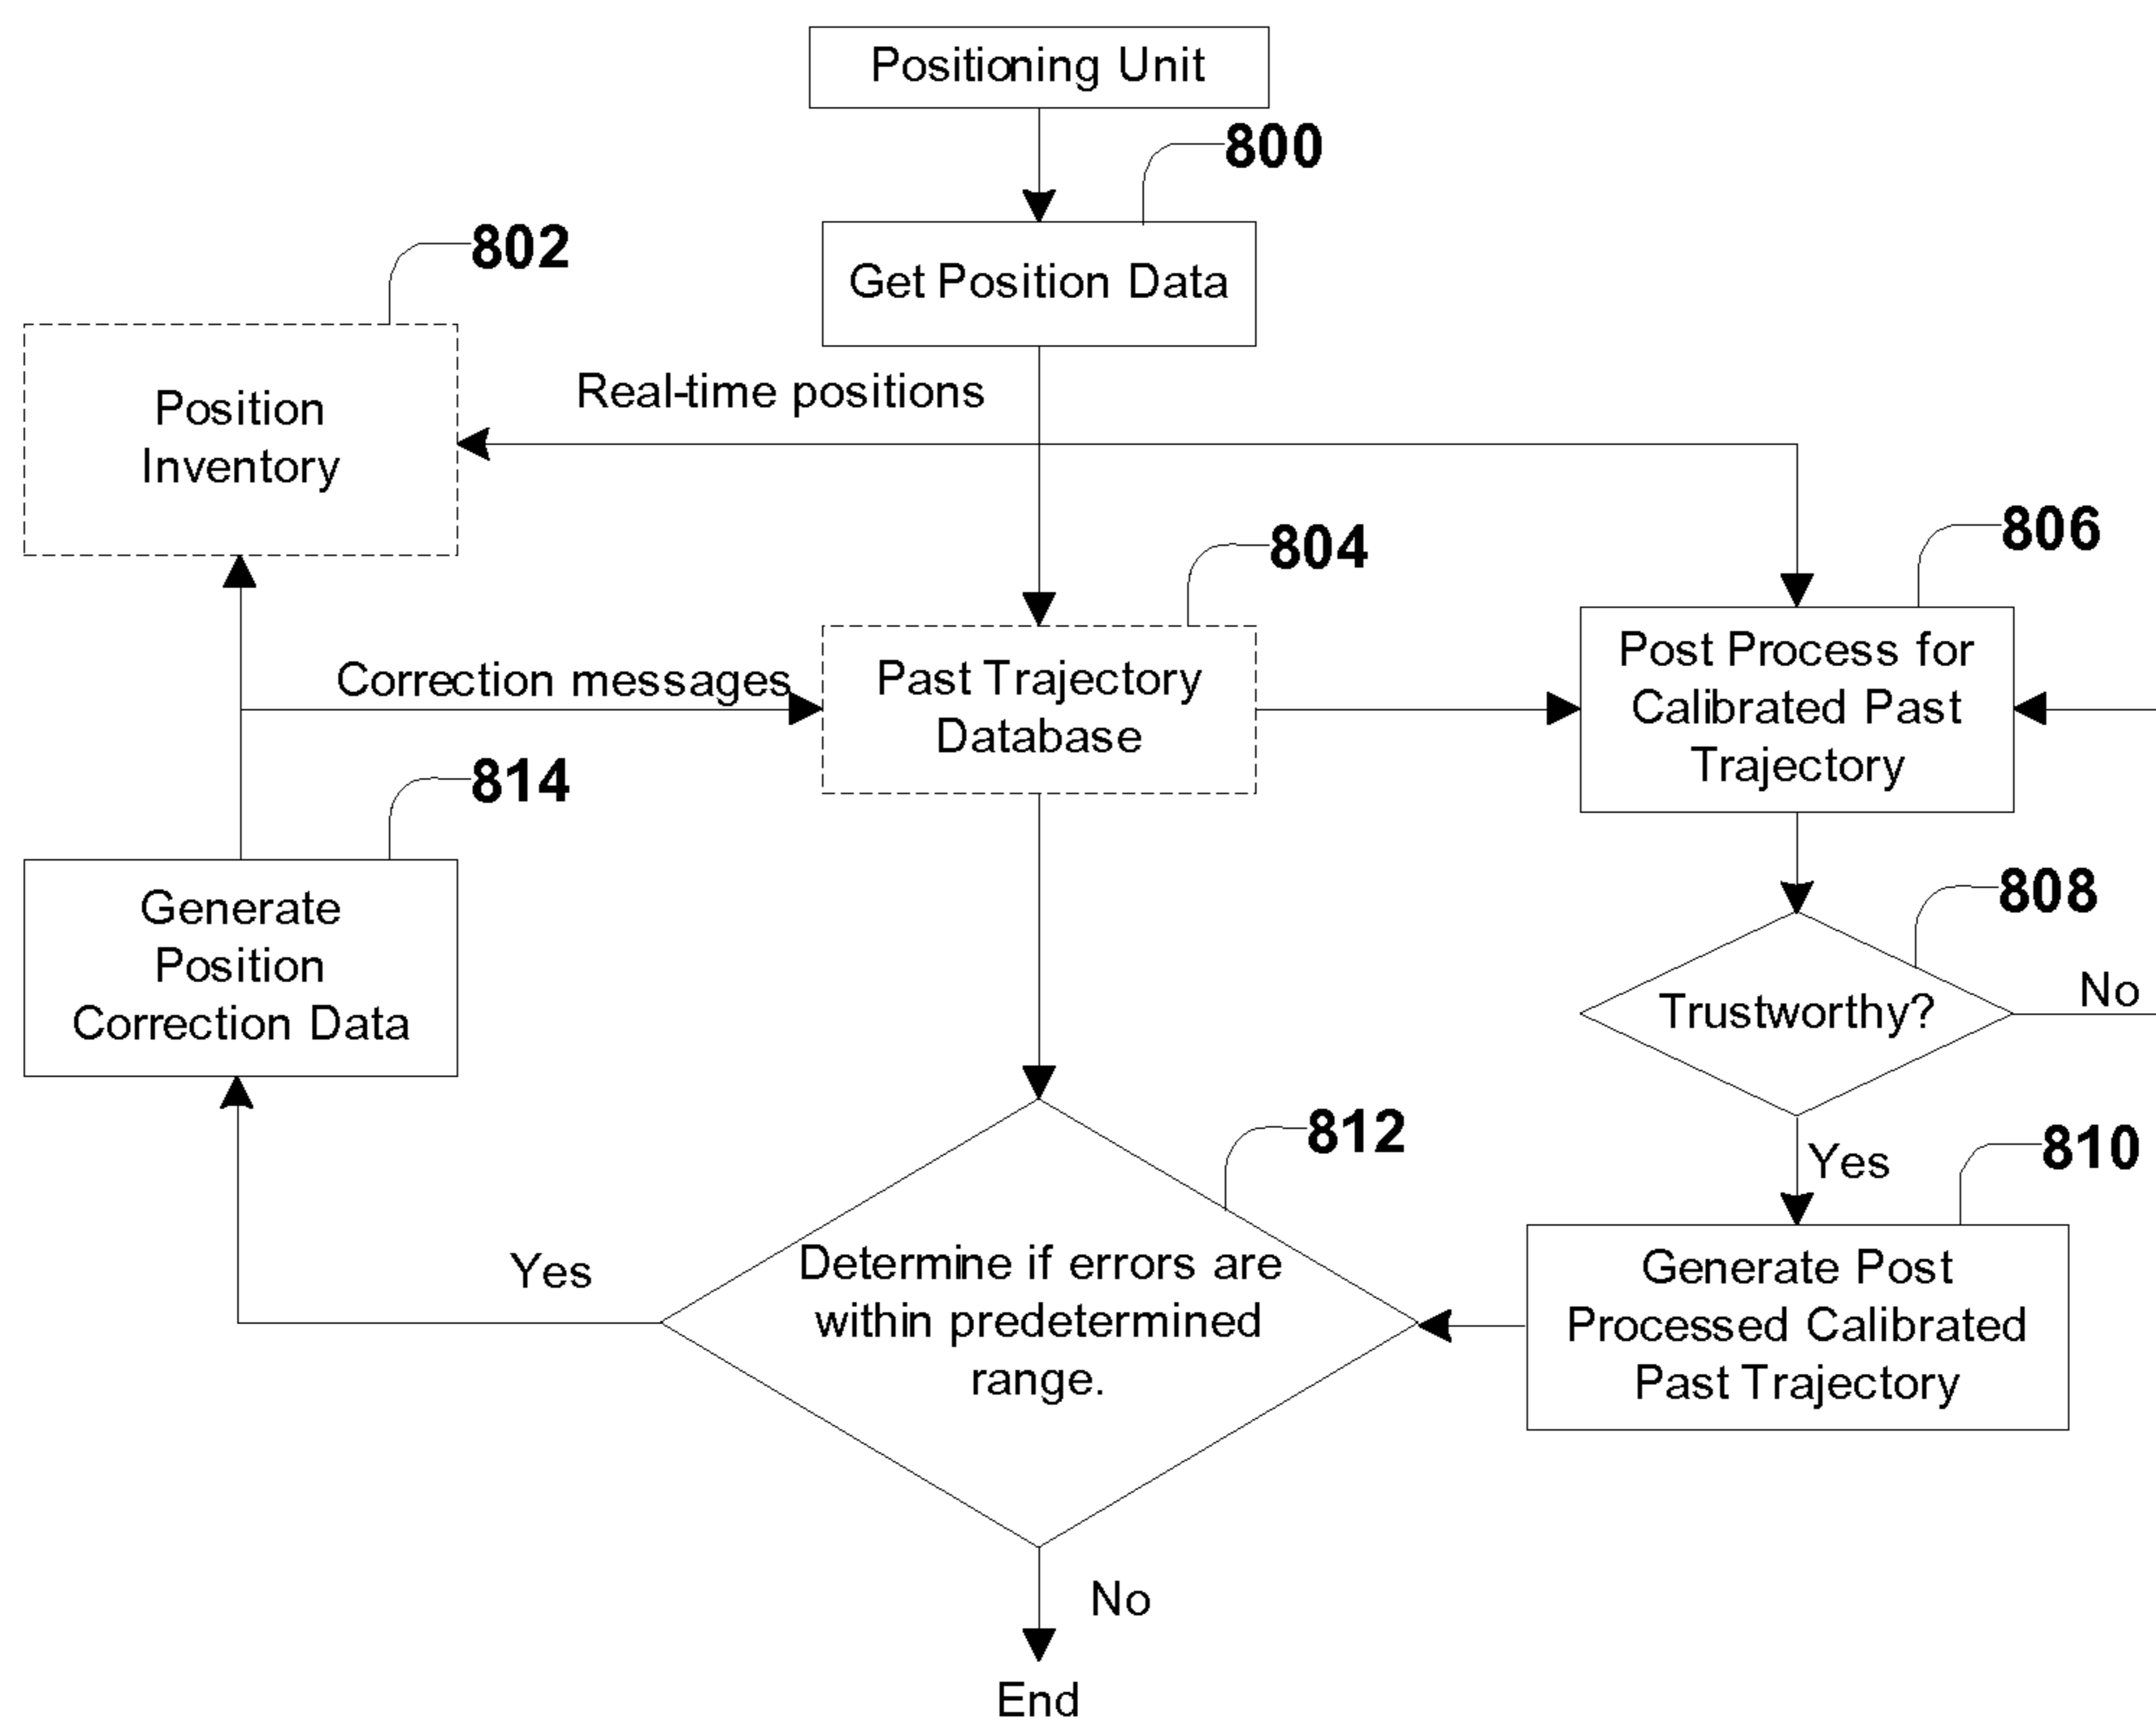 Positioning Unit
800
Get Position Data
802
Position
Inventory
Real-time positions
804
806
Correction messages
Past Trajectory
Database
Post Process for
Calibrated Past
Trajectory
814
Generate
Position
Correction Data
808
Trustworthy?
No
Yes
810
812
Determine if errors are
within predetermined
range.
Yes
Generate Post
Processed Calibrated
Past Trajectory
No
End